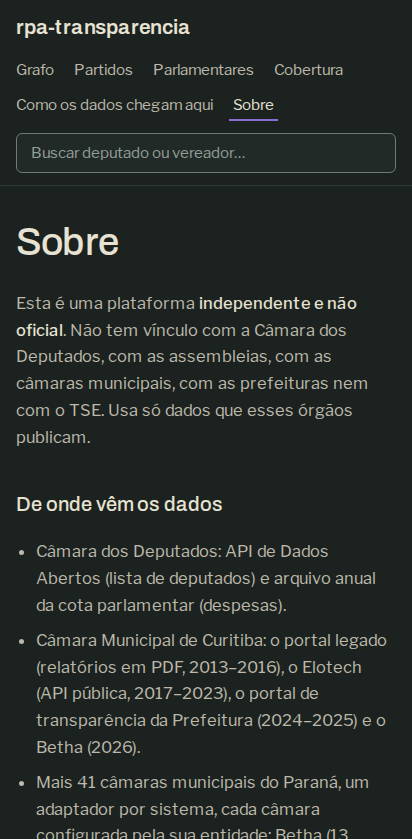 rpa-transparencia
Grafo Partidos Parlamentares Cobertura
Como os dados chegam aqui Sobre
Buscar deputado ou vereador...
Sobre
Esta é uma plataforma independente e não
oficial. Não tem vínculo com a Câmara dos
Deputados, com as assembleias, com as
câmaras municipais, com as prefeituras nem
com o TSE. Usa só dados que esses órgãos
publicam.
De onde vêm os dados
• Câmara dos Deputados: API de Dados
Abertos (lista de deputados) e arquivo anual
da cota parlamentar (despesas).
• Câmara Municipal de Curitiba: o portal legado
(relatórios em PDF, 2013–2016), o Elotech
(API pública, 2017–2023), o portal de
transparência da Prefeitura (2024–2025) e o
Betha (2026).
• Mais 41 câmaras municipais do Paraná, um
adaptador por sistema, cada câmara
configurada pela sua entidade: Betha (13